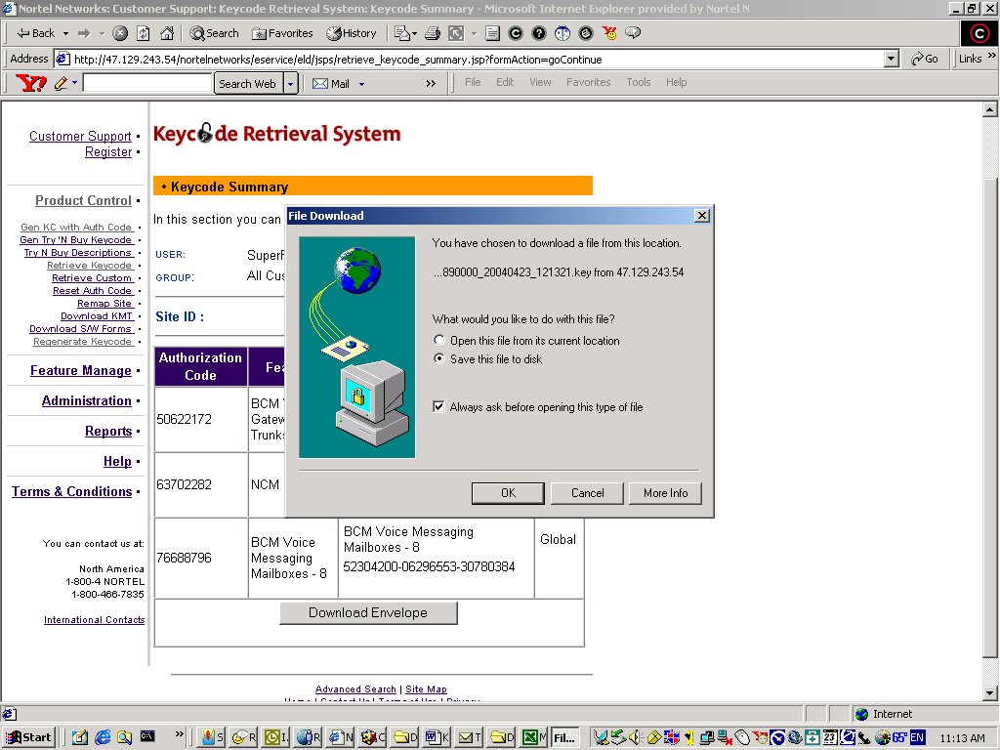 Nortel Networks: Customer Support: Keycode Retrieval System: Keycode Summary - Microsoft Internet Explorer provided by Nortel N
Back
Search
Favorites
History
Address
http://47.129.243.54/nortelnetworks/eservice/eld/jsps/retrieve_keycode_summary.jsp?formAction=goContinue
Go
Links »
Y!
Search Web
Mail
»
File Edit View Favorites Tools Help
Customer Support •
Register •
Product Control •
Gen KC with Auth Code •
Gen Try 'N Buy Keycode •
Try N Buy Descriptions •
Retrieve Keycode •
Retrieve Custom •
Reset Auth Code •
Remap Site •
Download KMT •
Download S/W Forms •
Regenerate Keycode •
Feature Manage •
Administration •
Reports •
Help •
Terms & Conditions •
You can contact us at:
North America
1-800-4 NORTEL
1-800-466-7835
International Contacts
Keycode Retrieval System
• Keycode Summary
In this section you can
USER: SuperF
GROUP: All Cus
Site ID :
Authorization Code
Fea
50622172
BCM
Gatew
Trunks
63702282
NCM
76688796
BCM Voice
Messaging
Mailboxes - 8
BCM Voice Messaging
Mailboxes - 8
52304200-06296553-30780384
Global
Download Envelope
Advanced Search | Site Map
Home | Contact Us | Terms of Use | Privacy
File Download
You have chosen to download a file from this location.
...890000_20040423_121321.key from 47.129.243.54
What would you like to do with this file?
Open this file from its current location
Save this file to disk
Always ask before opening this type of file
OK
Cancel
More Info
Internet
Start
»
S
R
I.
R
N
C
D
K
T
D
M
Fil...
23
65°
EN
11:13 AM